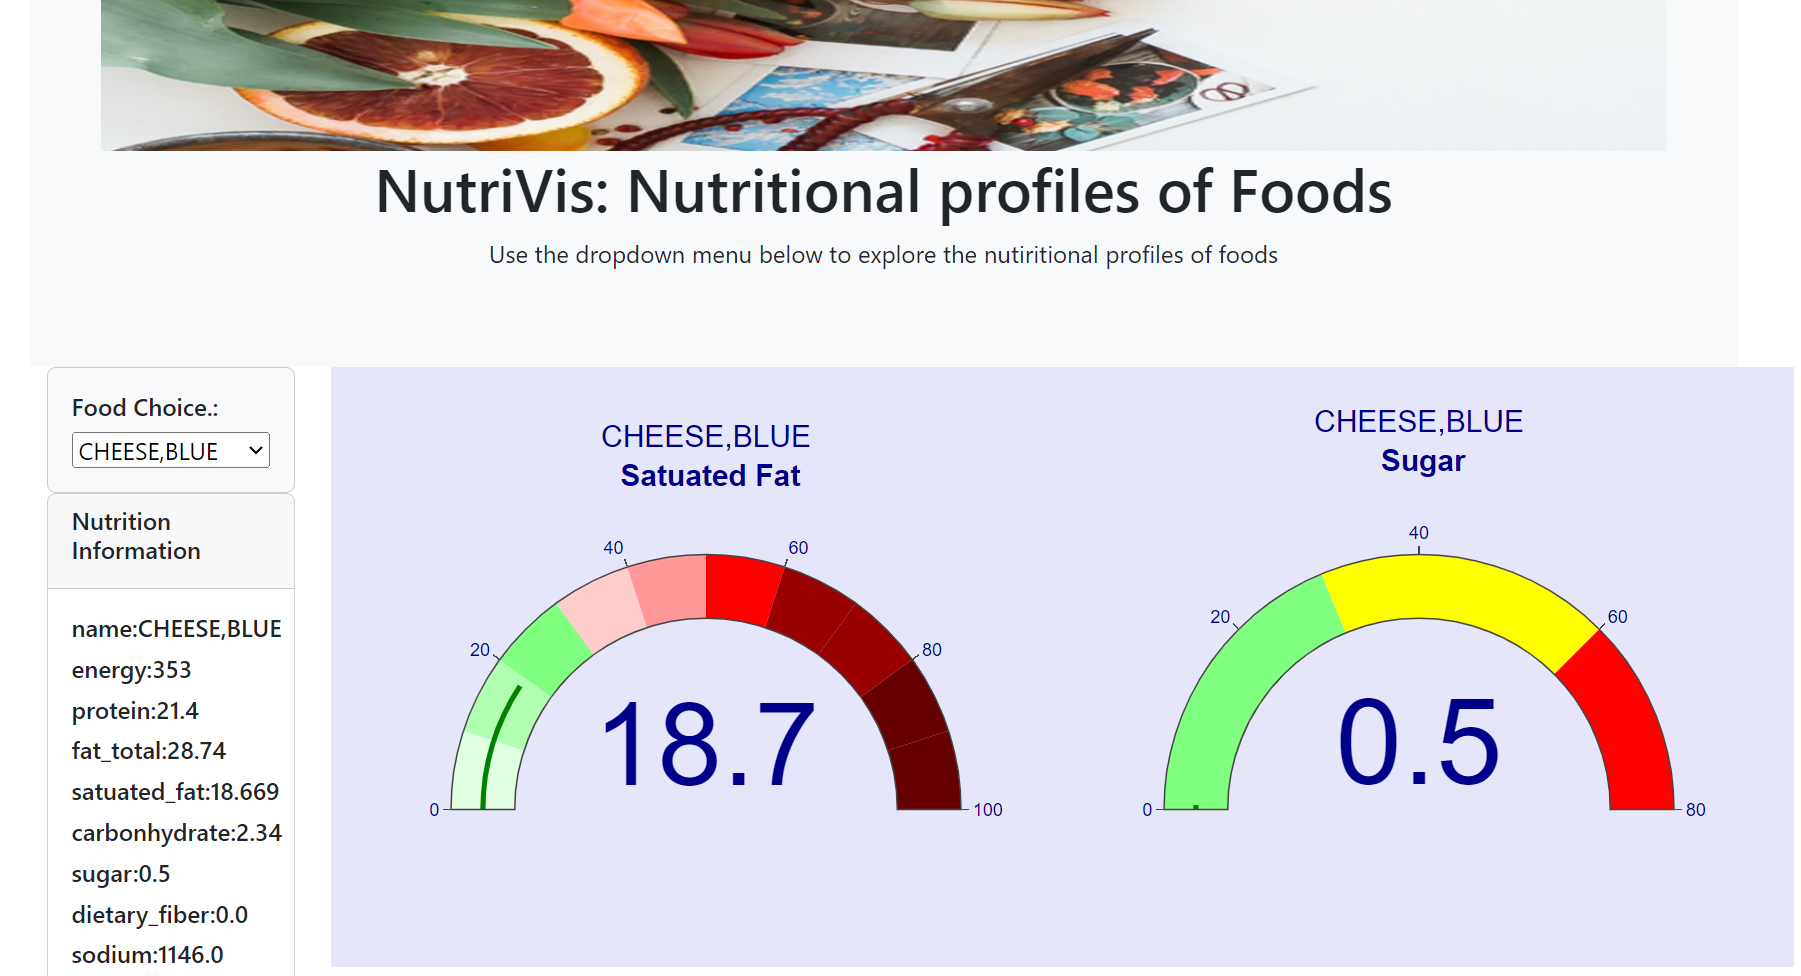 NutriVis: Nutritional profiles of Foods
Use the dropdown menu below to explore the nutiritional profiles of foods
Food Choice.:
CHEESE,BLUE
Nutrition
Information
name:CHEESE,BLUE
energy:353
protein:21.4
fat_total:28.74
satuated_fat:18.669
carbonhydrate:2.34
sugar:0.5
dietary_fiber:0.0
sodium:1146.0
CHEESE,BLUE
Satuated Fat
0
20
40
60
80
100
18.7
CHEESE,BLUE
Sugar
0
20
40
60
80
0.5